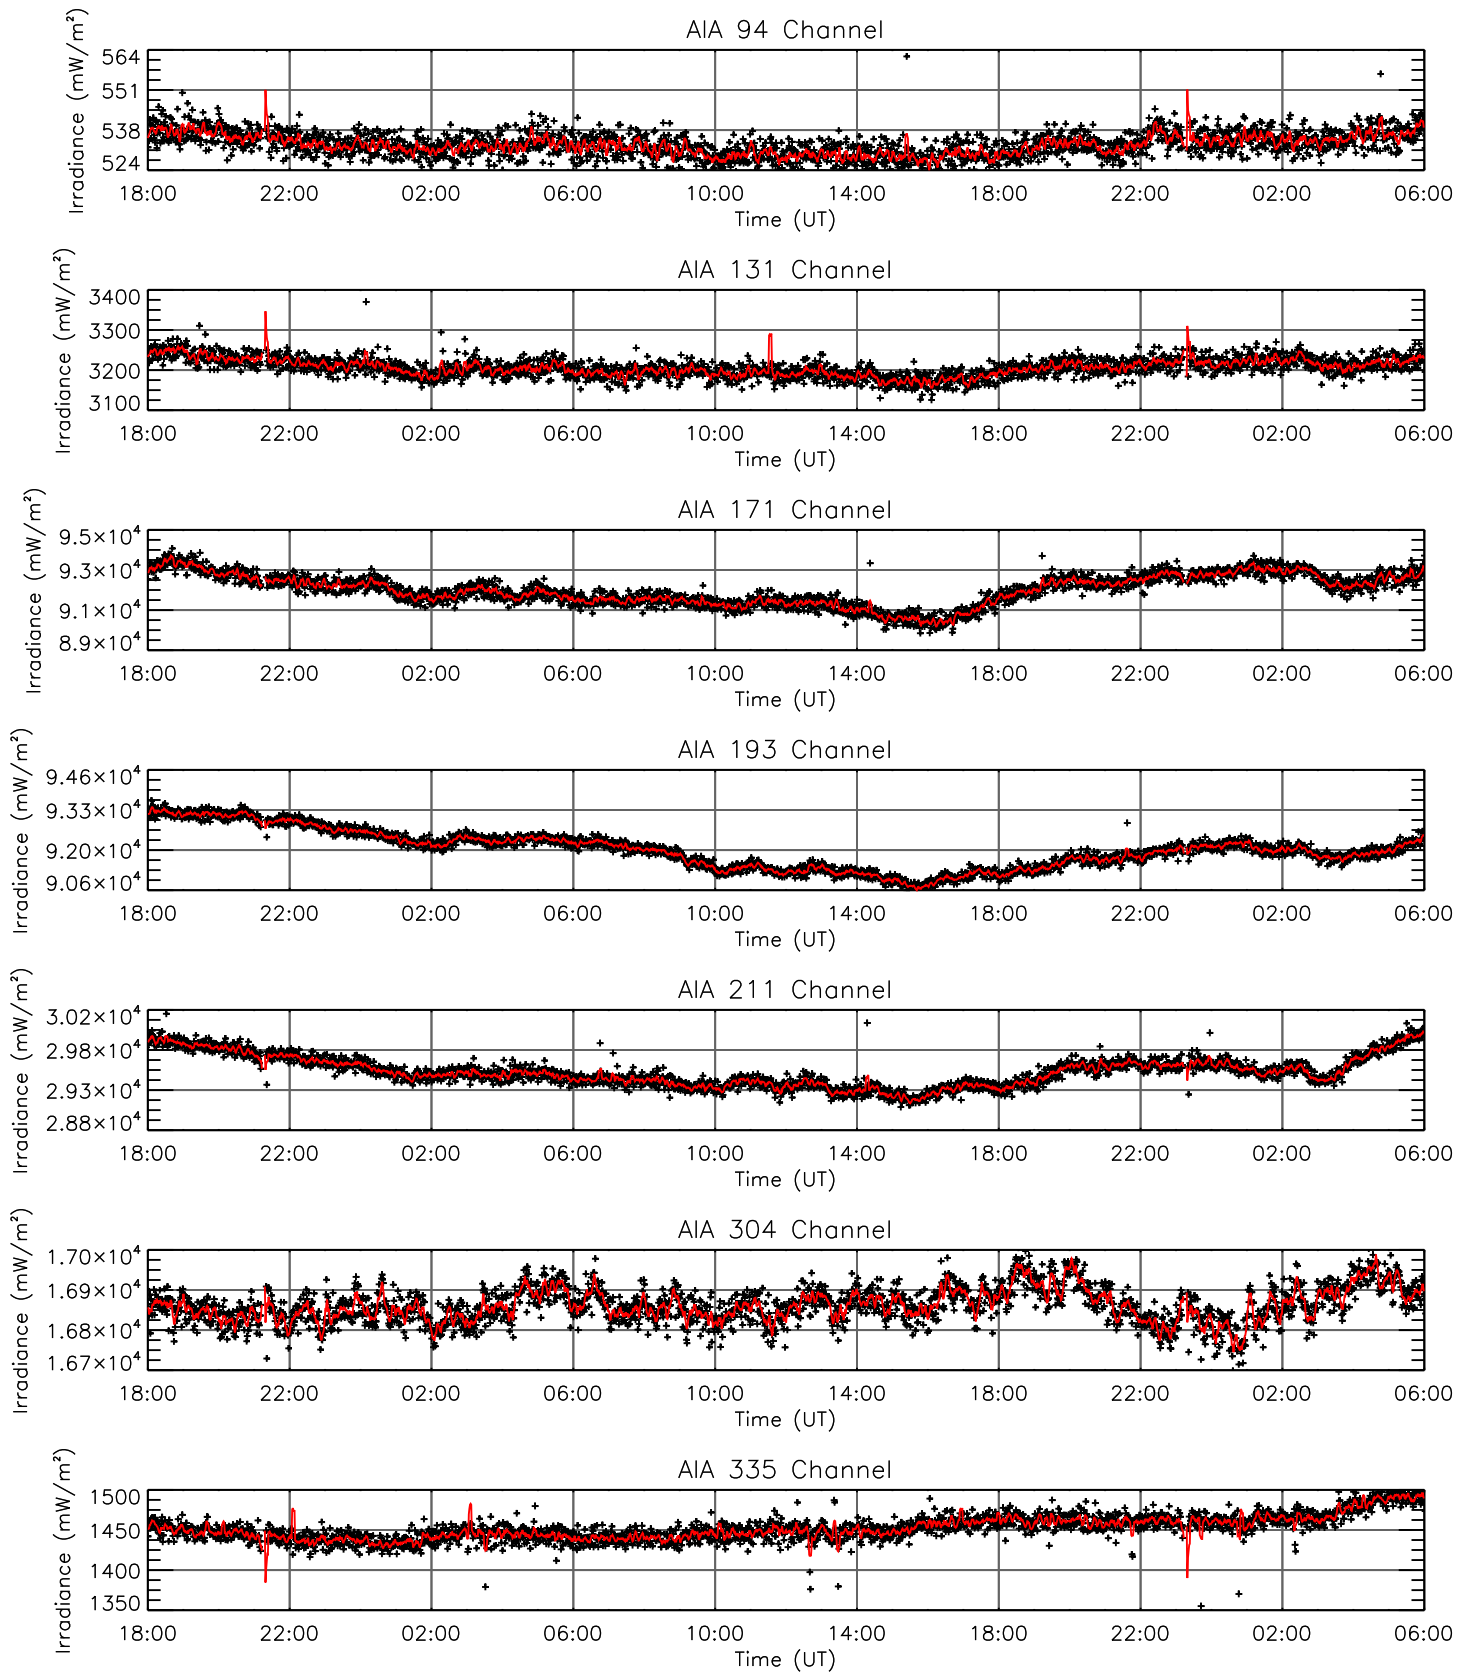 AIA 94 Channel
Irradiance (mW/m²)
564
551
538
524
18:00 22:00 02:00 06:00 10:00 14:00 18:00 22:00 02:00 06:00
Time (UT)
AIA 131 Channel
Irradiance (mW/m²)
3400
3300
3200
3100
18:00 22:00 02:00 06:00 10:00 14:00 18:00 22:00 02:00 06:00
Time (UT)
AIA 171 Channel
Irradiance (mW/m²)
9.5×10⁴
9.3×10⁴
9.1×10⁴
8.9×10⁴
18:00 22:00 02:00 06:00 10:00 14:00 18:00 22:00 02:00 06:00
Time (UT)
AIA 193 Channel
Irradiance (mW/m²)
9.46×10⁴
9.33×10⁴
9.20×10⁴
9.06×10⁴
18:00 22:00 02:00 06:00 10:00 14:00 18:00 22:00 02:00 06:00
Time (UT)
AIA 211 Channel
Irradiance (mW/m²)
3.02×10⁴
2.98×10⁴
2.93×10⁴
2.88×10⁴
18:00 22:00 02:00 06:00 10:00 14:00 18:00 22:00 02:00 06:00
Time (UT)
AIA 304 Channel
Irradiance (mW/m²)
1.70×10⁴
1.69×10⁴
1.68×10⁴
1.67×10⁴
18:00 22:00 02:00 06:00 10:00 14:00 18:00 22:00 02:00 06:00
Time (UT)
AIA 335 Channel
Irradiance (mW/m²)
1500
1450
1400
1350
18:00 22:00 02:00 06:00 10:00 14:00 18:00 22:00 02:00 06:00
Time (UT)